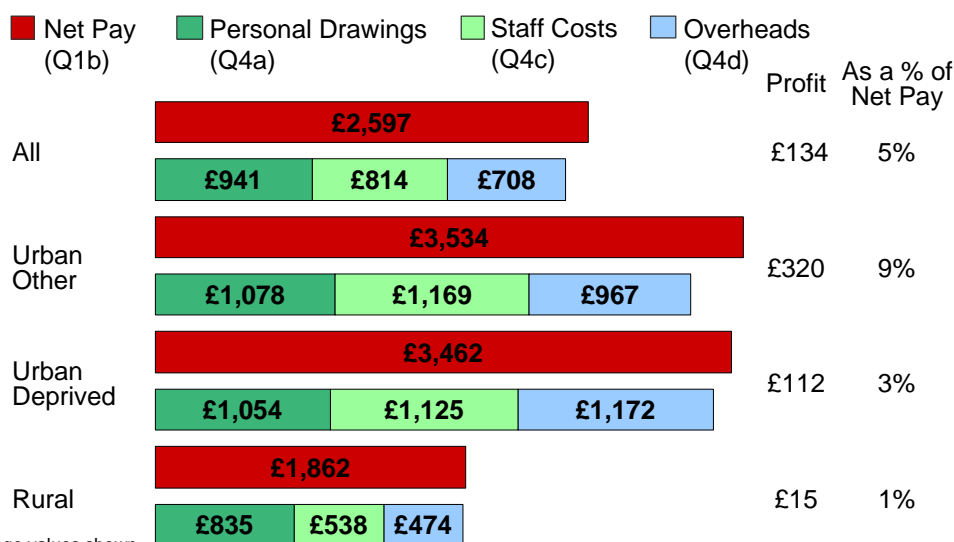 Net Pay Personal Drawings Staff Costs Overheads
(Q1b) (Q4a) (Q4c) (Q4d)
Profit As a % of
Net Pay
£2,597
All £134 5%
£941 £814 £708
£3,534
Urban
Other £320 9%
£1,078 £1,169 £967
£3,462
Urban
Deprived £112 3%
£1,054 £1,125 £1,172
£1,862
Rural £15 1%
£835 £538 £474
values shown